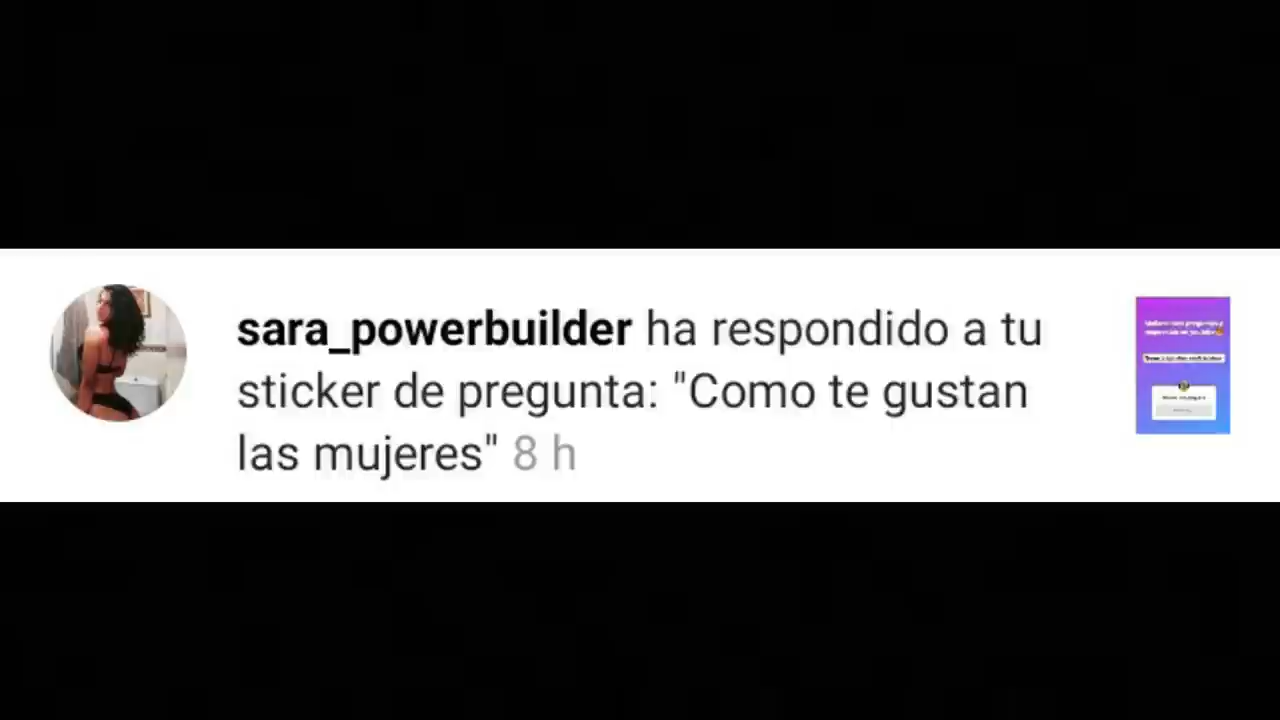 sara_powerbuilder ha respondido a tu
sticker de pregunta: "Como te gustan
las mujeres" 8 h